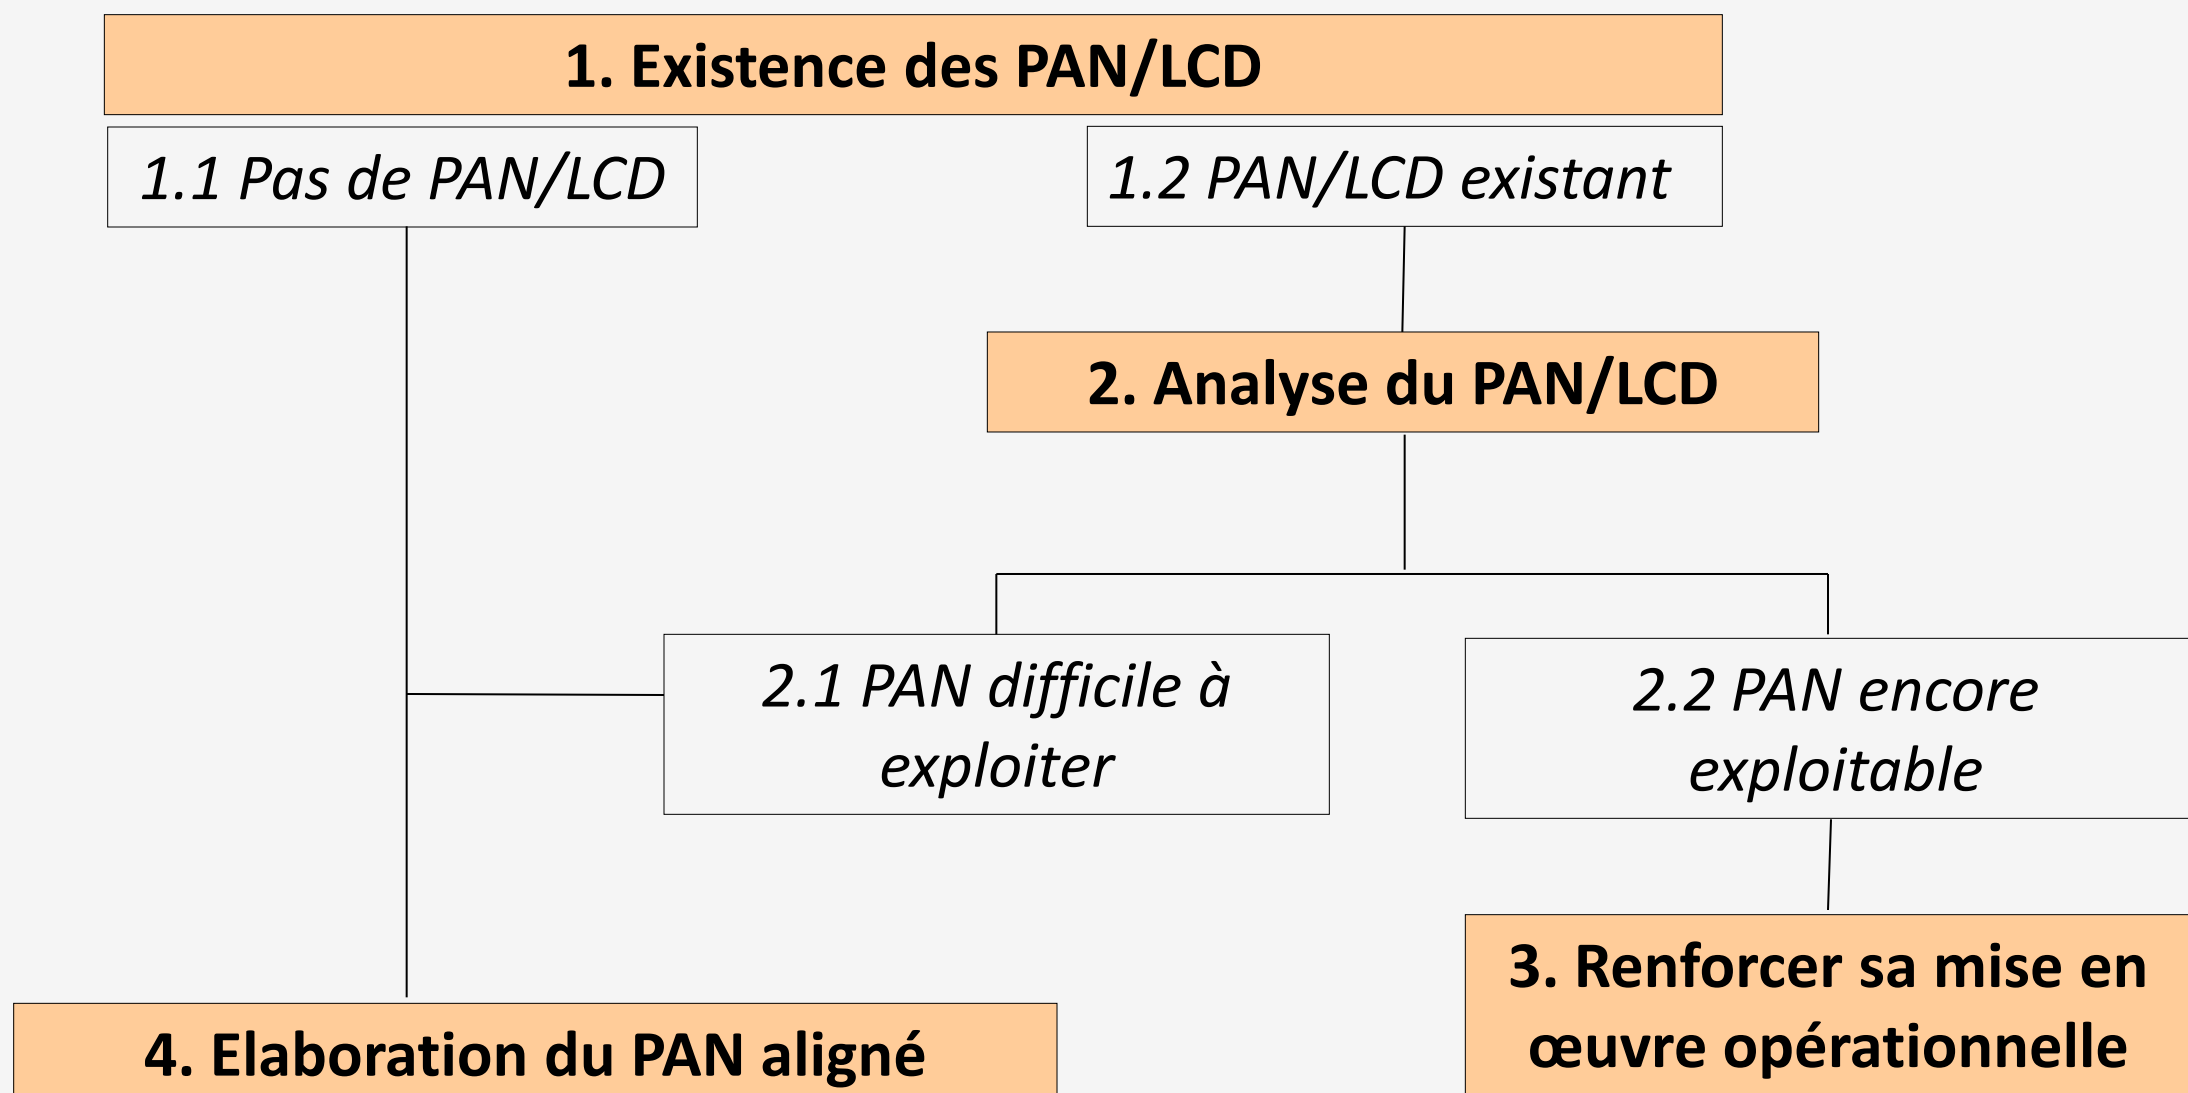 1. Existence des PAN/LCD
1.1 Pas de PAN/LCD
1.2 PAN/LCD existant
2. Analyse du PAN/LCD
2.1 PAN difficile à
exploiter
2.2 PAN encore
exploitable
3. Renforcer sa mise en
œuvre opérationnelle
4. Elaboration du PAN aligné